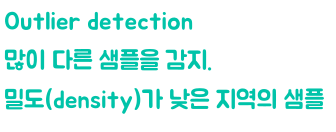 Outlier detection
많이 다른 샘플을 감지.
밀도(density)가 낮은 지역의 샘플